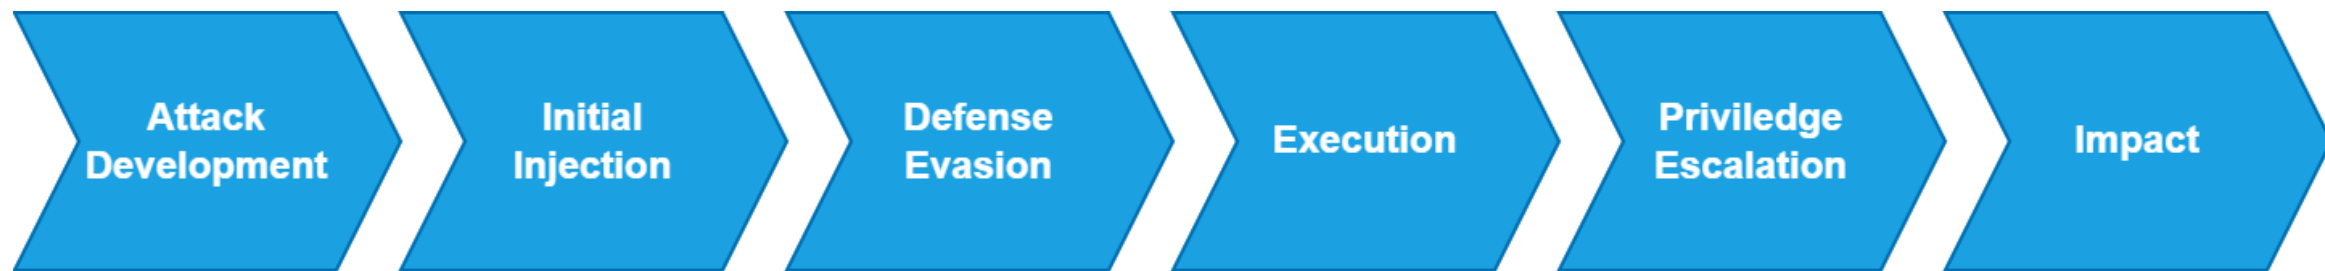 Attack
Development
Initial
Injection
Defense
Evasion
Execution
Priviledge
Escalation
Impact